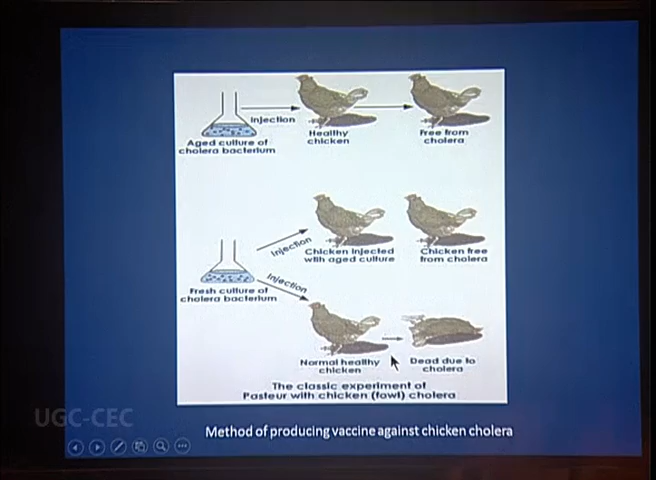 Injection
Aged culture of
cholera bacterium
Healthy
chicken
Free from
cholera
Injection
Chicken injected
with aged culture
Chicken free
from cholera
Injection
Fresh culture of
cholera bacterium
Normal healthy
chicken
Dead due to
cholera
The classic experiment of
Pasteur with chicken (fowl) cholera
UGC-CEC
Method of producing vaccine against chicken cholera